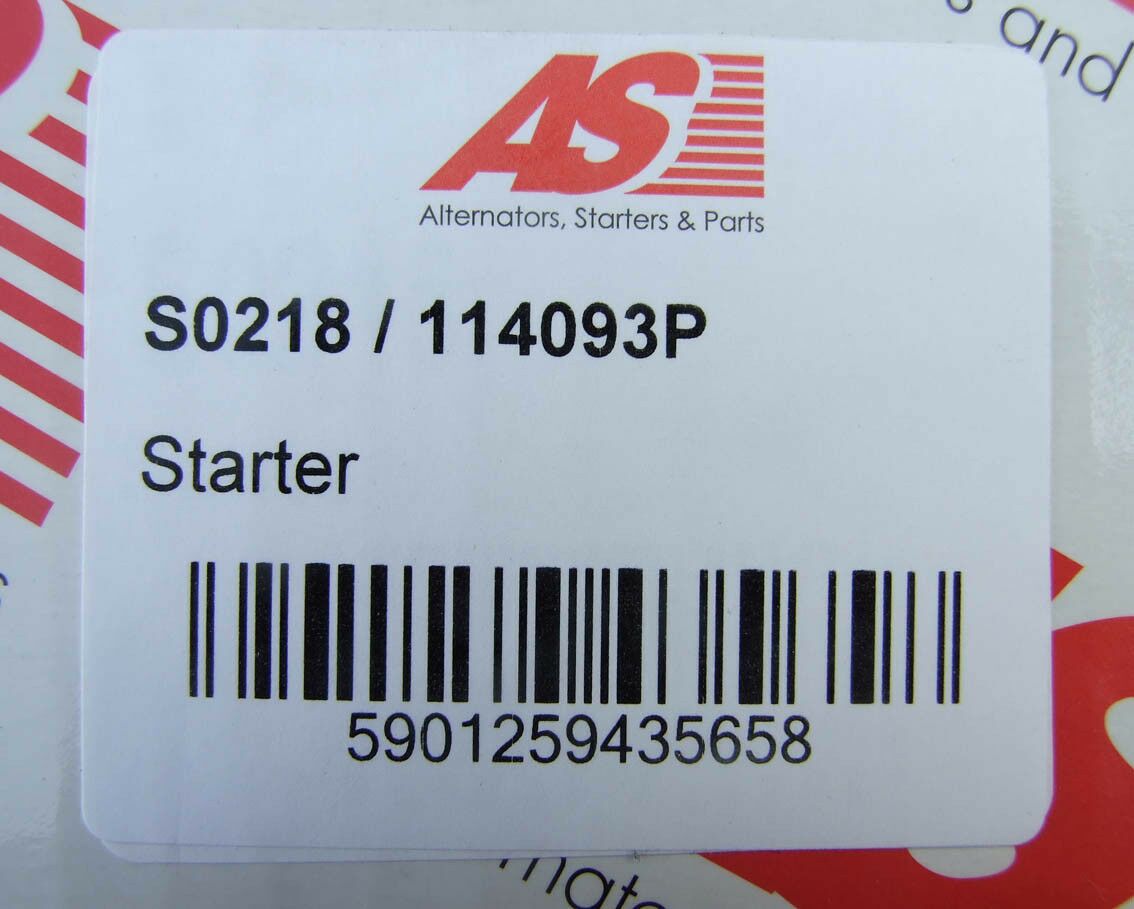 and
AS
Alternators, Starters & Parts
S0218 / 114093P
Starter
5901259435658